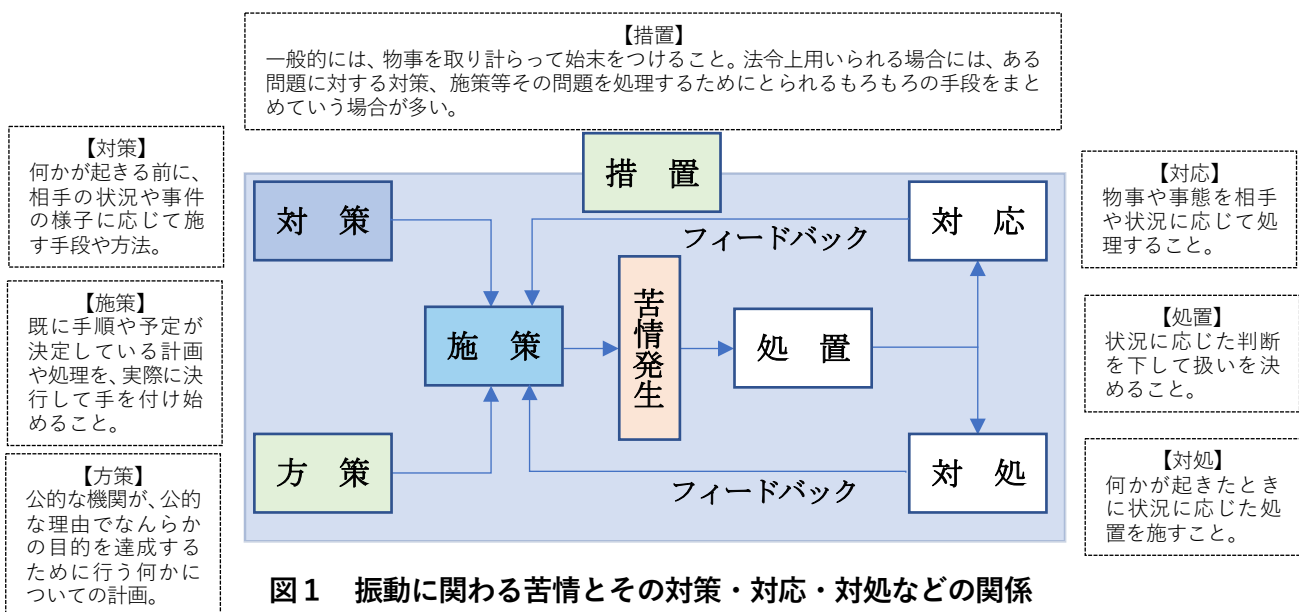 【措置】
一般的には、物事を取り計らって始末をつけること。法令上用いられる場合には、ある
問題に対する対策、施策等その問題を処理するためにとられるもろもろの手段をまと
めていう場合が多い。
【対策】
何かが起きる前に、
相手の状況や事件
の様子に応じて施
す手段や方法。
【施策】
既に手順や予定が
決定している計画
や処理を、実際に決
行して手を付け始
めること。
【方策】
公的な機関が、公的
な理由でなんらか
の目的を達成する
ために行う何かに
ついての計画。
措 置
対 策
フィードバック
対 応
施 策
苦情発生
処 置
方 策
フィードバック
対 処
【対応】
物事や事態を相手
や状況に応じて処
理すること。
【処置】
状況に応じた判断
を下して扱いを決
めること。
【対処】
何かが起きたとき
に状況に応じた処
置を施すこと。
図1 振動に関わる苦情とその対策・対応・対処などの関係